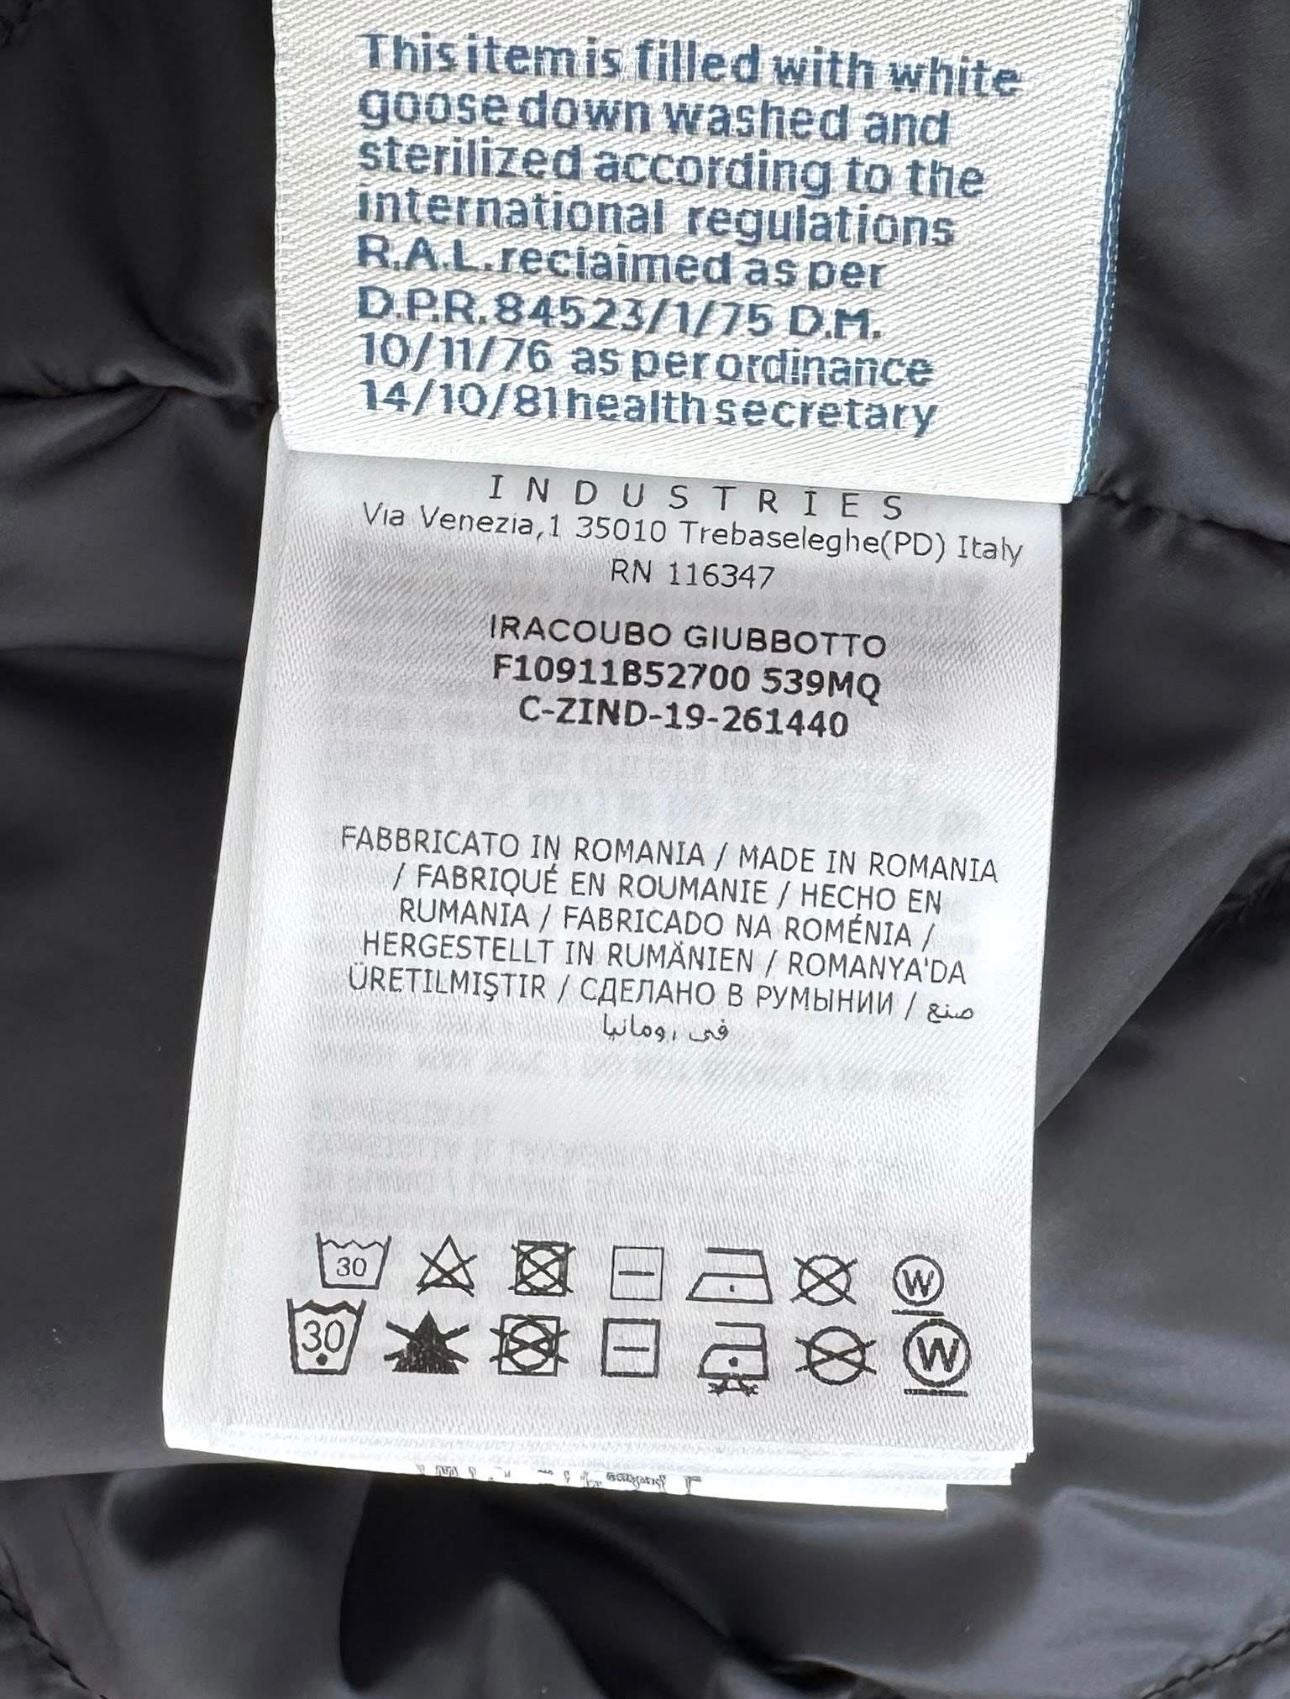 This item is filled with white
goose down washed and
sterilized according to the
international regulations
R.A.L. reclaimed as per
D.P.R. 84523/1/75 D.M.
10/11/76 as per ordinance
14/10/81 health secretary
INDUSTRIES
Via Venezia,1 35010 Trebaseleghe(PD) Italy
RN 116347
IRACOUBO GIUBBOTTO
F10911B52700 539MQ
C-ZIND-19-261440
FABBRICATO IN ROMANIA / MADE IN ROMANIA
/ FABRIQUÉ EN ROUMANIE / HECHO EN
RUMANIA / FABRICADO NA ROMÉNIA /
HERGESTELLT IN RUMÄNIEN / ROMANYA'DA
ÜRETILMIŞTIR / СДЕЛАНО В РУМЫНИИ / صنع
في رومانيا
30 W
30 W